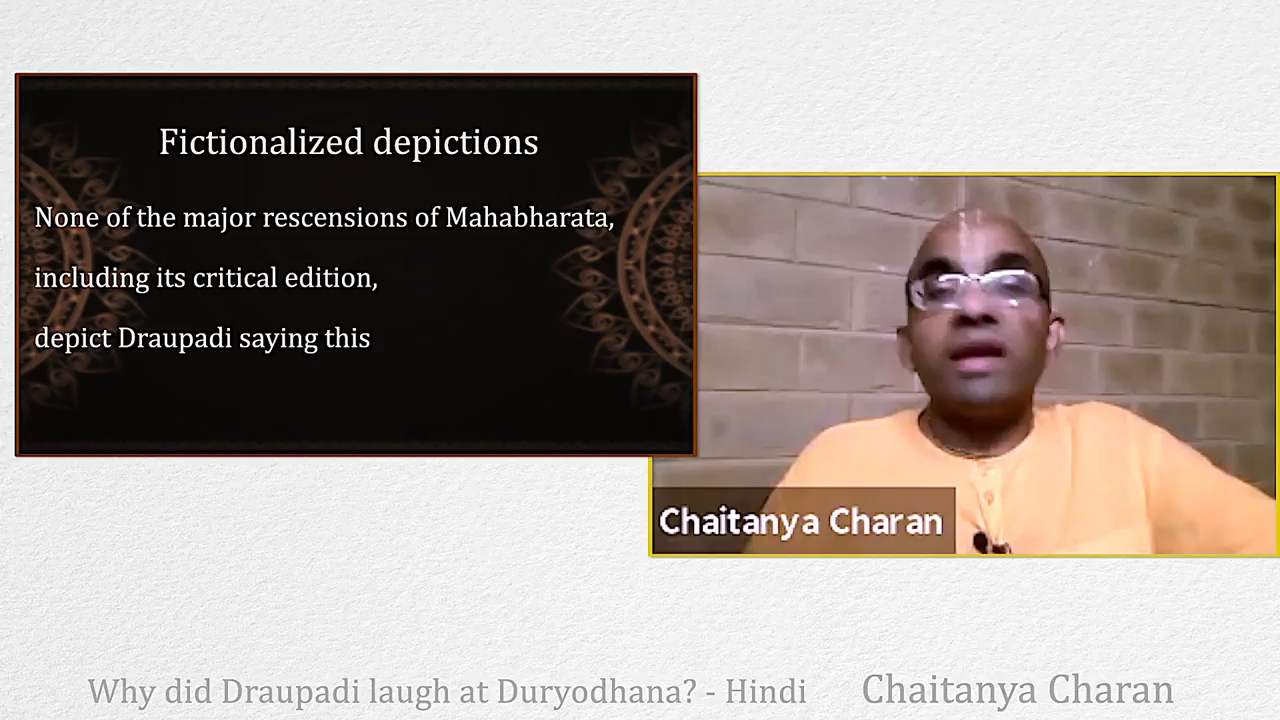 Fictionalized depictions
None of the major rescensions of Mahabharata,
including its critical edition,
depict Draupadi saying this
Chaitanya Charan
Why did Draupadi laugh at Duryodhana? - Hindi
Chaitanya Charan